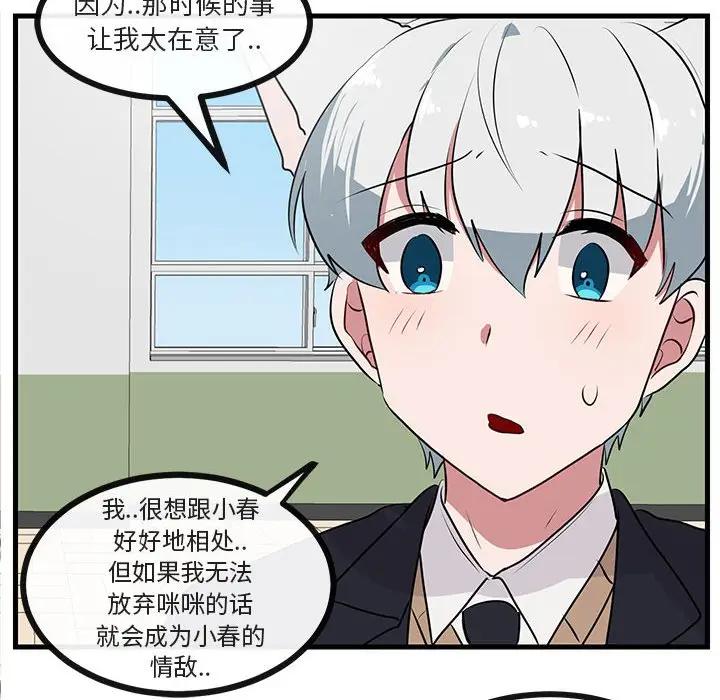 因为..那时候的事
让我太在意了..
我..很想跟小春
好好地相处..
但如果我无法
放弃咪咪的话
就会成为小春的
情敌..